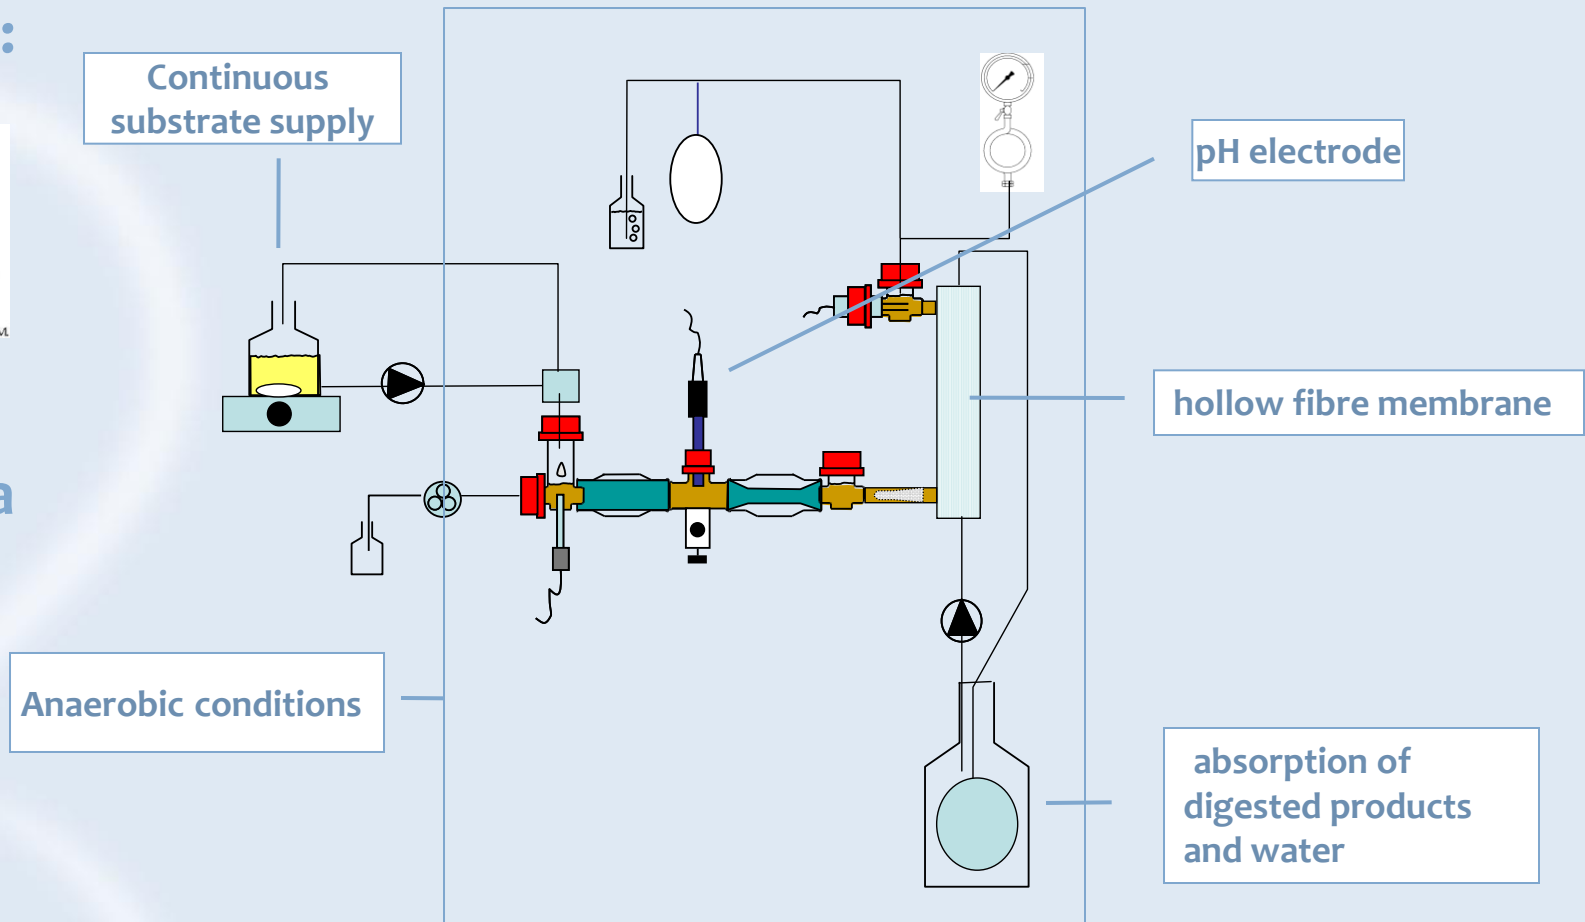 :
Continuous
substrate supply
pH electrode
M
hollow fibre membrane
a
Anaerobic conditions
absorption of
digested products
and water